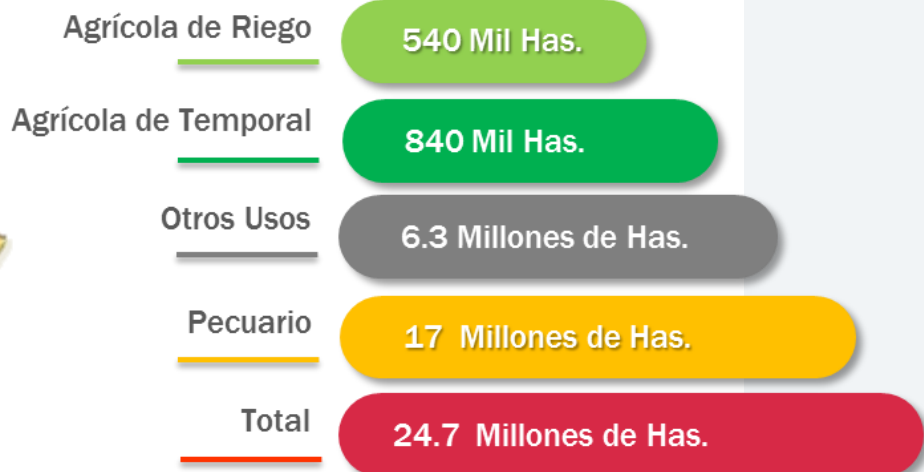 Agrícola de Riego
540 Mil Has.
Agrícola de Temporal
840 Mil Has.
Otros Usos
6.3 Millones de Has.
Pecuario
17 Millones de Has.
Total
24.7 Millones de Has.